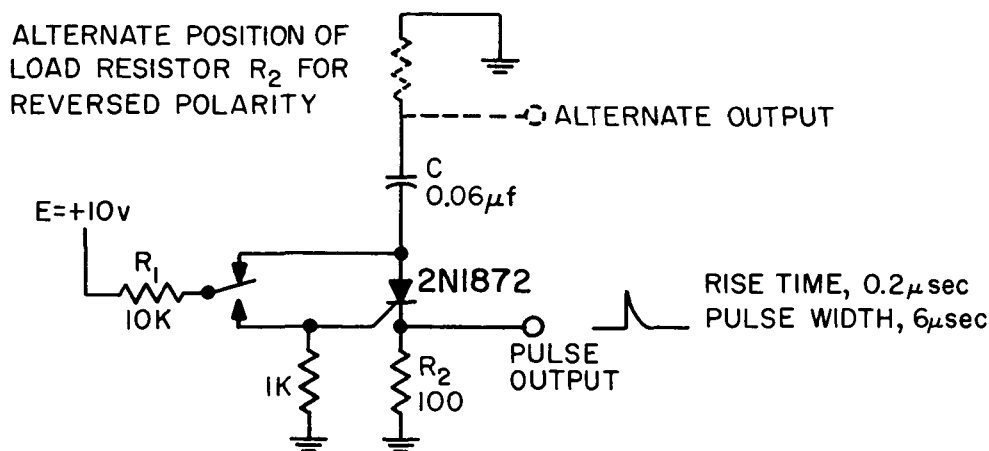 ALTERNATE POSITION OF
LOAD RESISTOR R2 FOR
REVERSED POLARITY
ALTERNATE OUTPUT
C
0.06μf
E=+10v
R1
10K
2N1872
RISE TIME, 0.2μsec
PULSE WIDTH, 6μsec
PULSE
OUTPUT
1K
R2
100